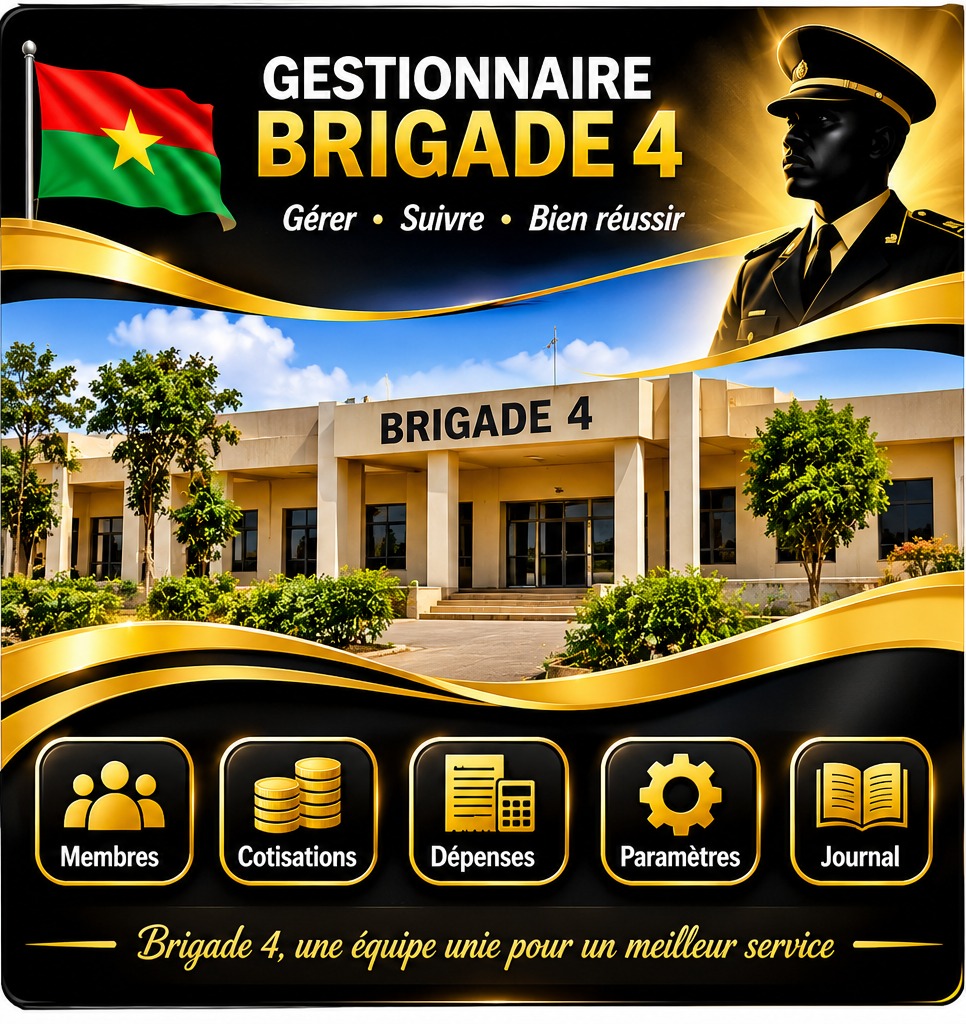 GESTIONNAIRE
BRIGADE 4
Gérer • Suivre • Bien réussir
BRIGADE 4
Membres
Cotisations
Dépenses
Paramètres
Journal
Brigade 4, une équipe unie pour un meilleur service